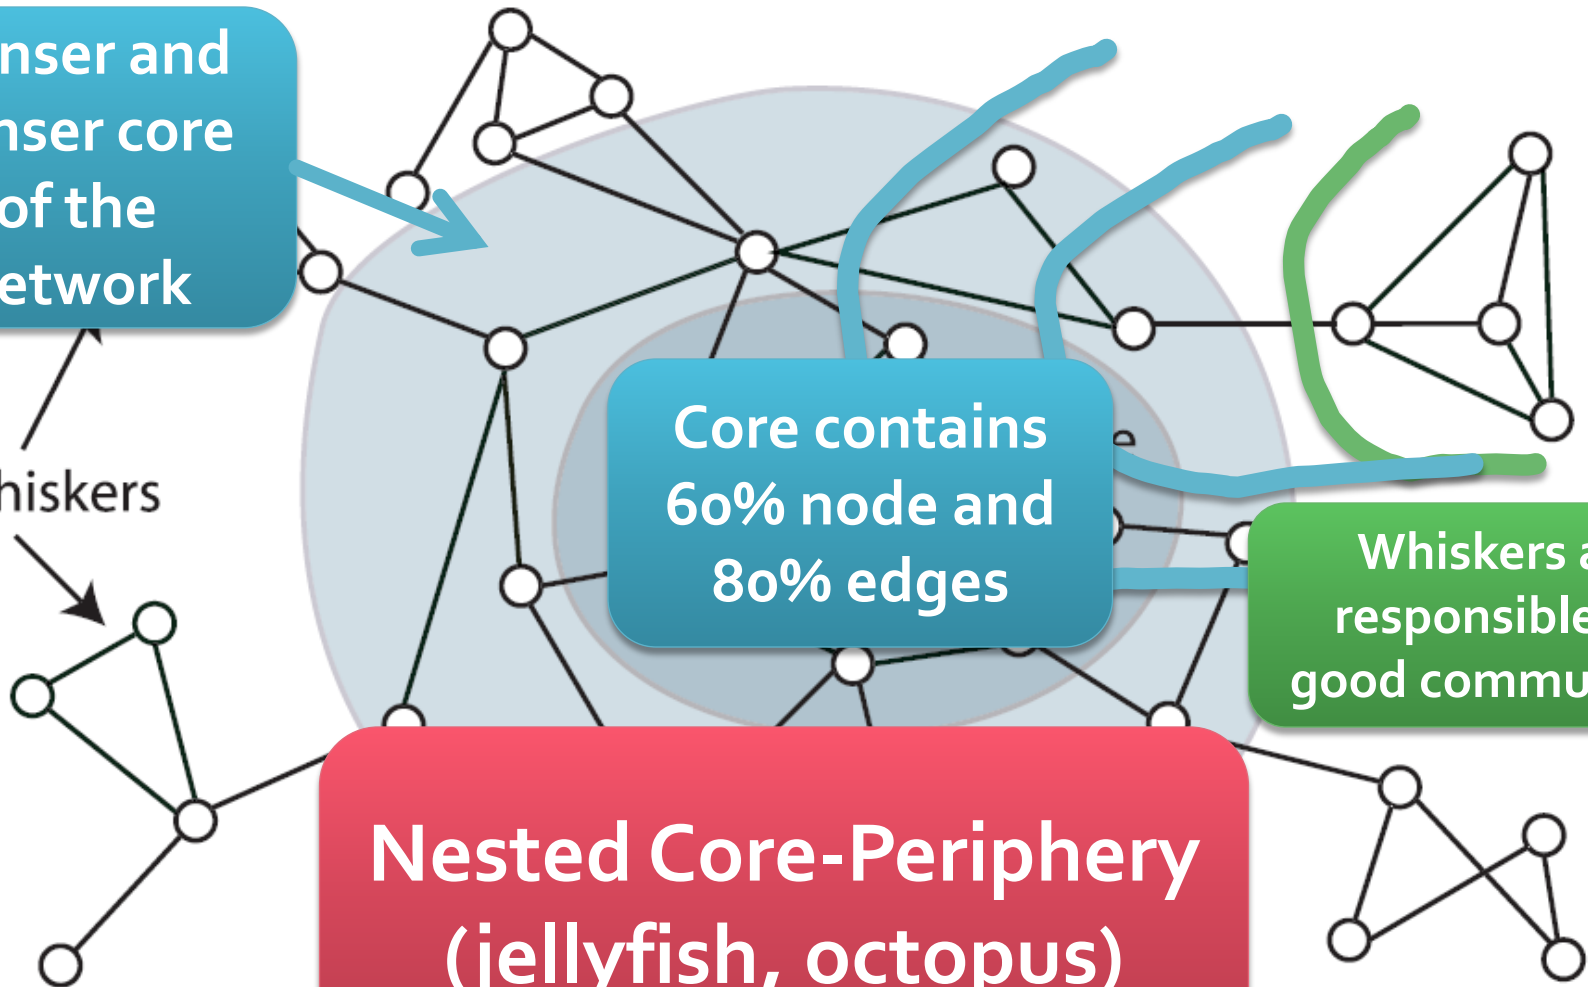 nser and
nser core
of the
etwork
hiskers
Core contains
60% node and
80% edges
e
Whiskers a
responsible
good commu
Nested Core-Periphery
(jellyfish, octopus)